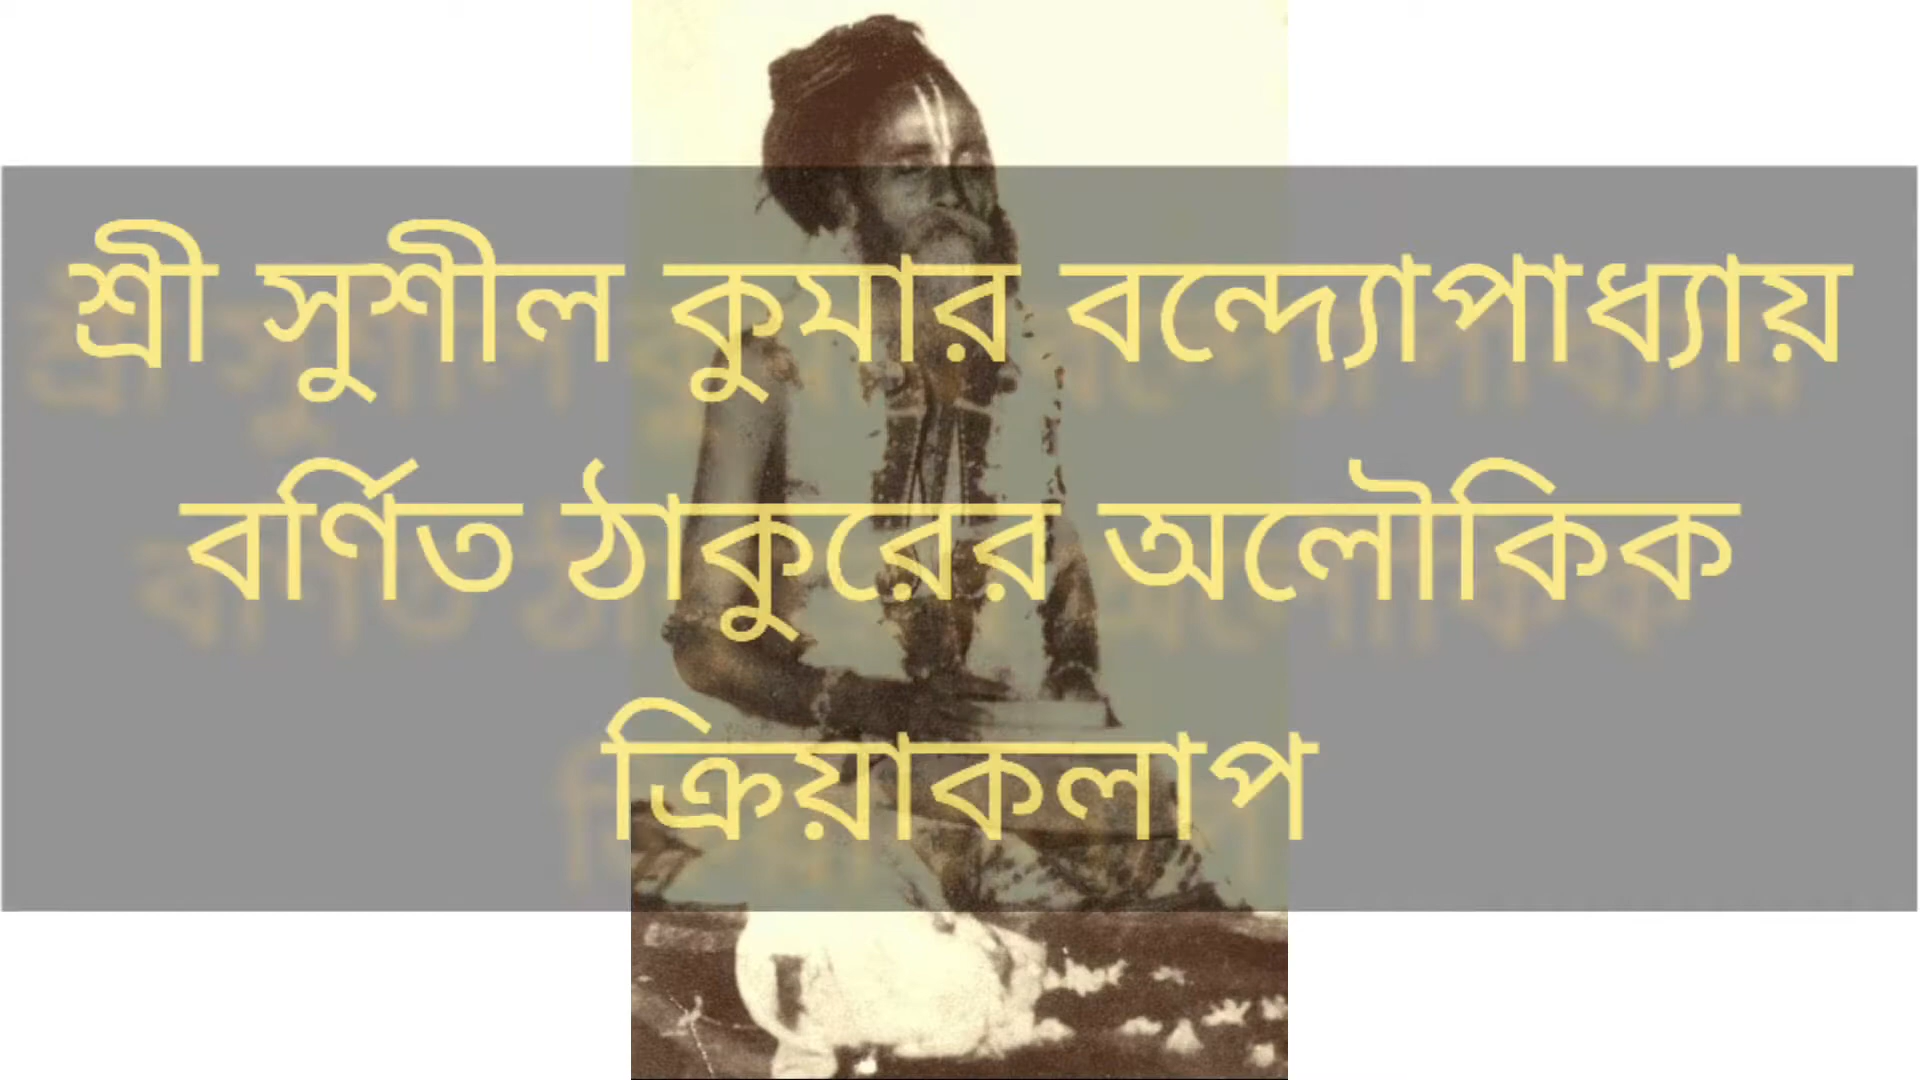 শ্রী সুশীল কুমার বন্দ্যোপাধ্যায়
বর্ণিত ঠাকুরের অলৌকিক
ক্রিয়াকলাপ